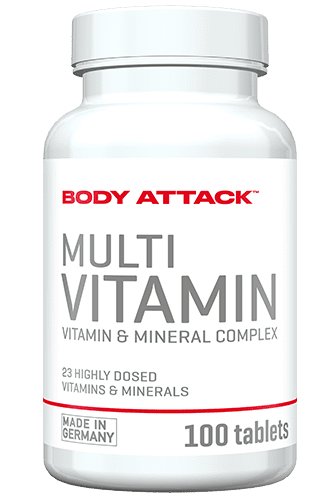 BODY ATTACK™
MULTI
VITAMIN
VITAMIN & MINERAL COMPLEX
23 HIGHLY DOSED
VITAMINS & MINERALS
MADE IN
GERMANY
100 tablets